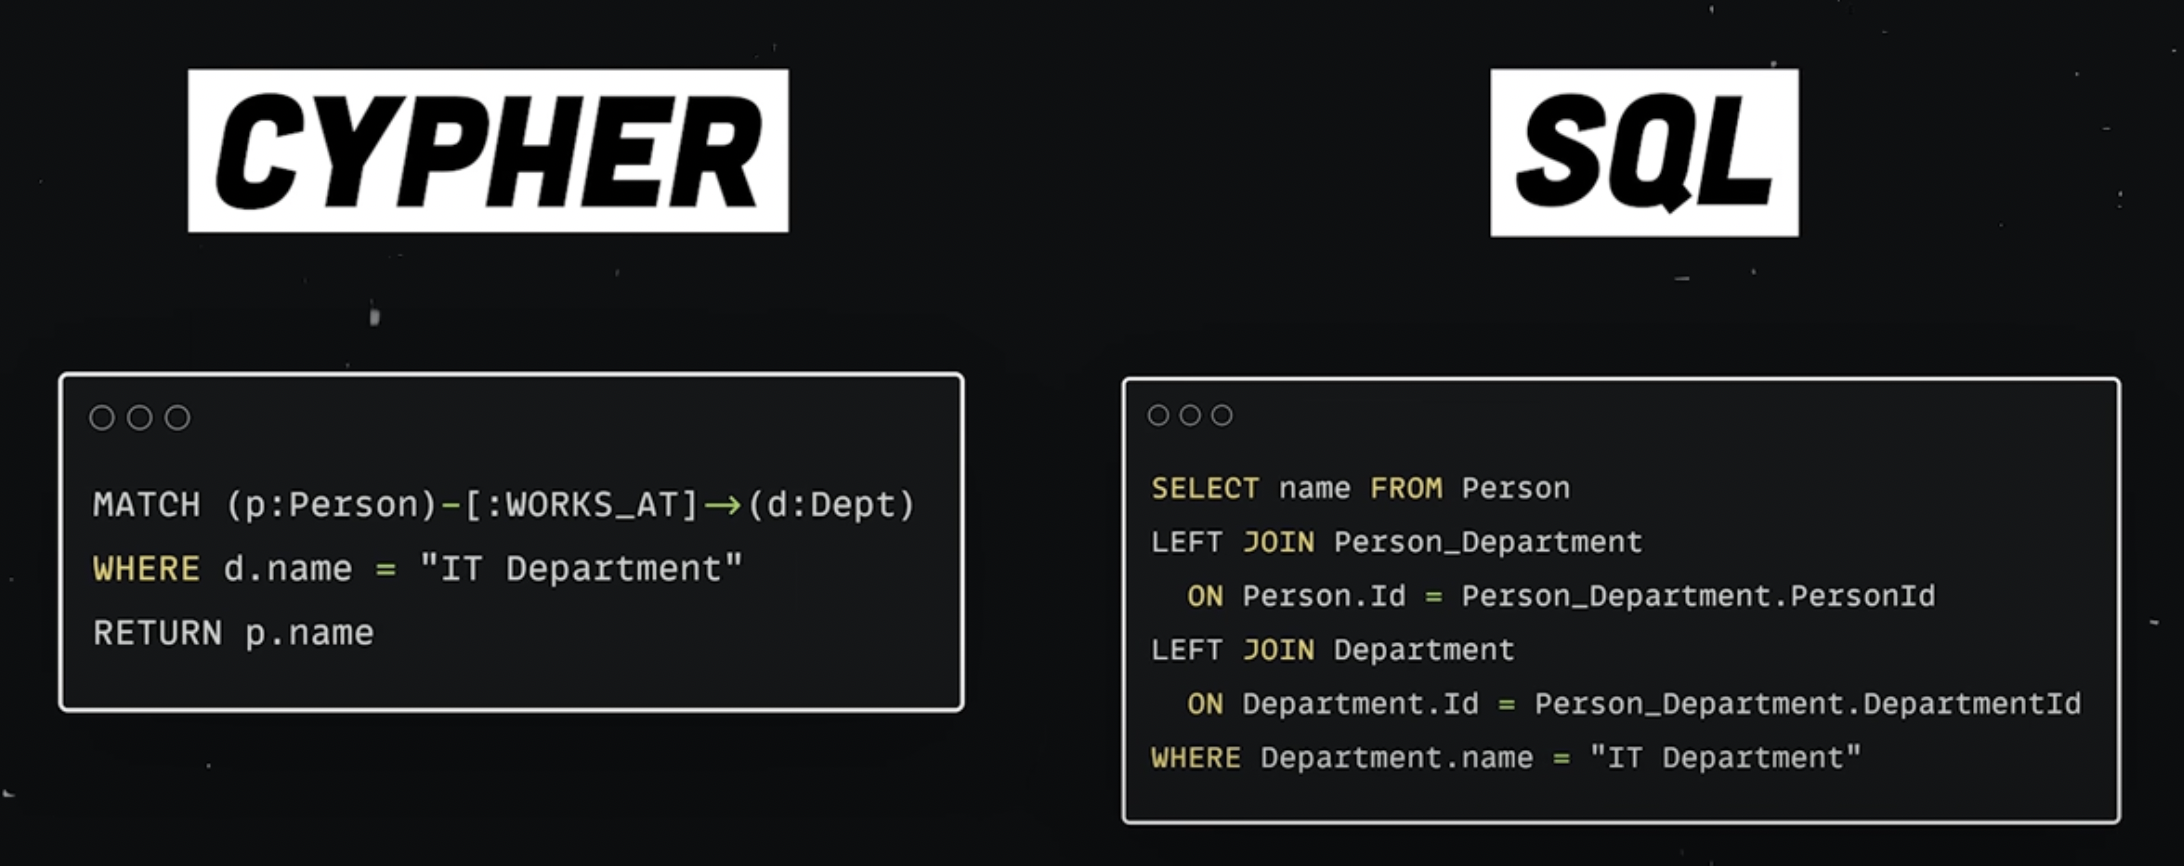 CYPHER
MATCH (p:Person)-[:WORKS_AT]→(d:Dept)
WHERE d.name = "IT Department"
RETURN p.name
SQL
SELECT name FROM Person
LEFT JOIN Person_Department
  ON Person.Id = Person_Department.PersonId
LEFT JOIN Department
  ON Department.Id = Person_Department.DepartmentId
WHERE Department.name = "IT Department"